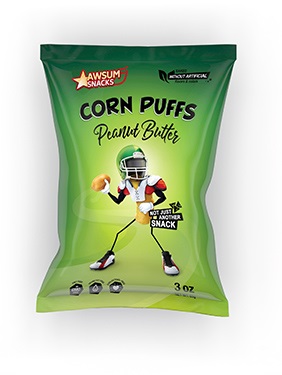 AWSUM
SNACKS
WITHOUT ARTIFICIAL
CORN PUFFS
Peanut Butter
NOT JUST
ANOTHER
SNACK
3 oz